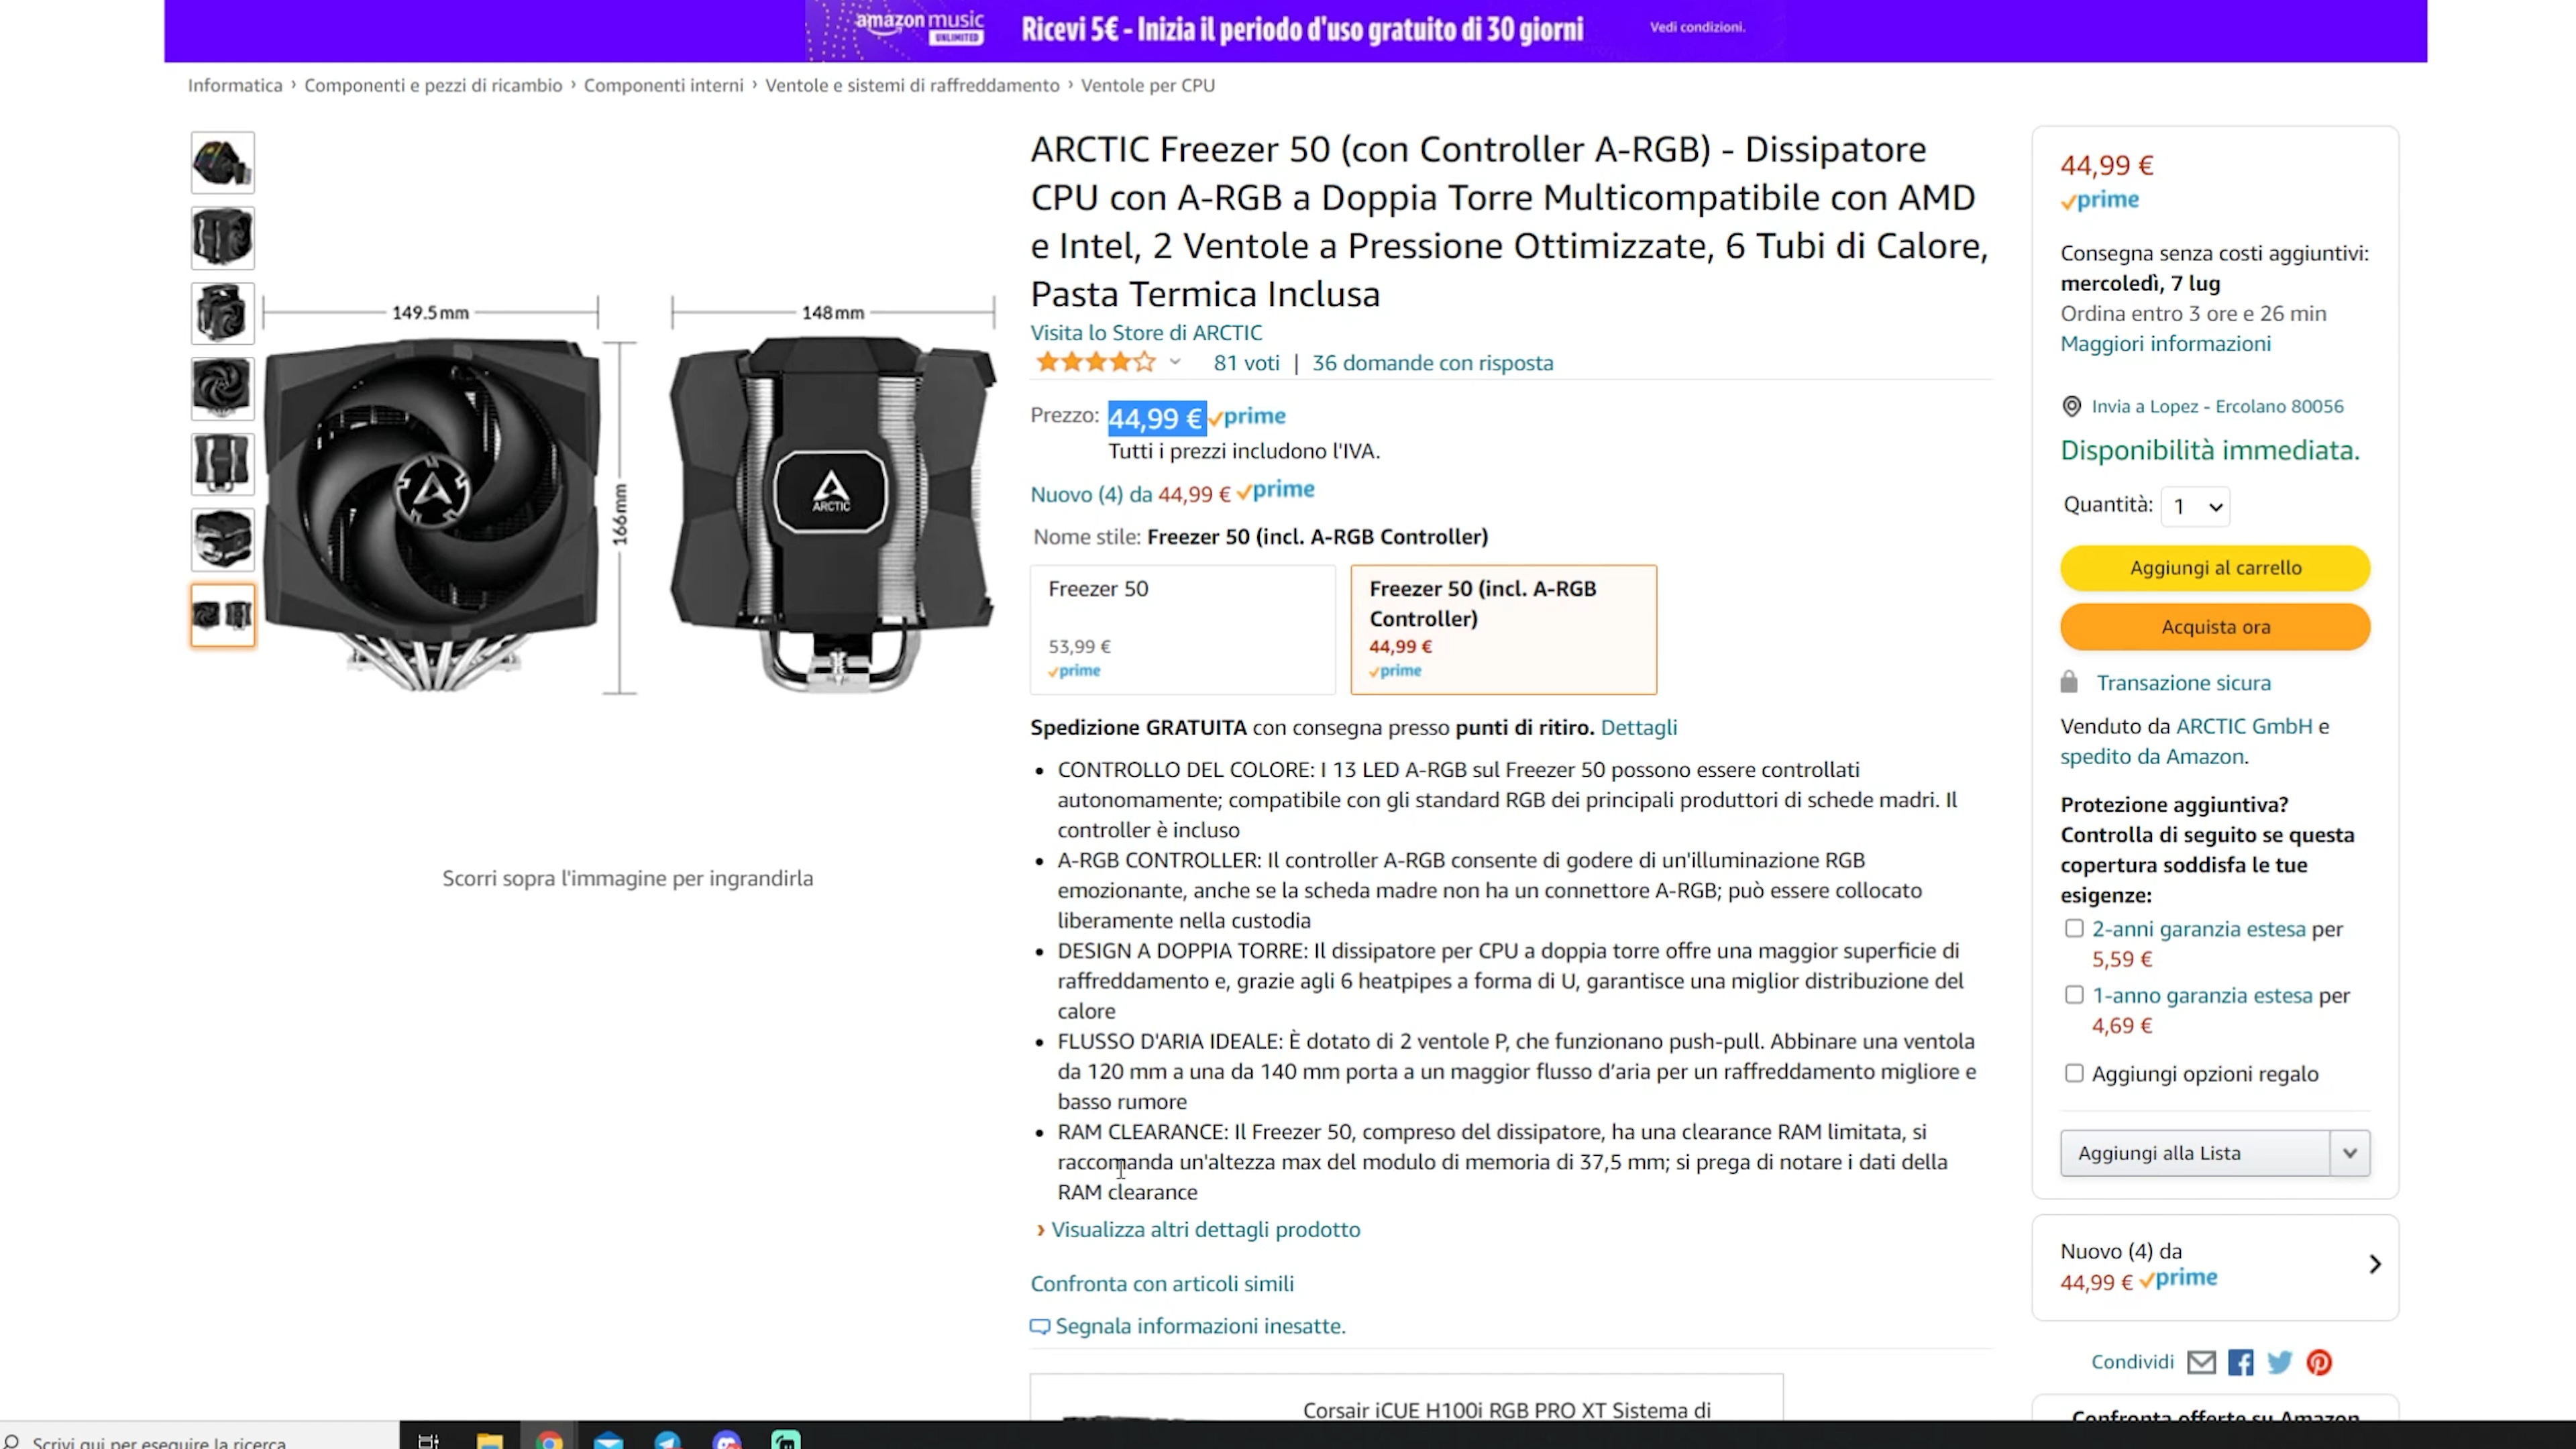 amazon music
UNLIMITED
Ricevi 5€ - Inizia il periodo d'uso gratuito di 30 giorni
Vedi condizioni.
Informatica › Componenti e pezzi di ricambio › Componenti interni › Ventole e sistemi di raffreddamento › Ventole per CPU
149.5mm
148mm
166mm
ARCTIC
Scorri sopra l'immagine per ingrandirla
ARCTIC Freezer 50 (con Controller A-RGB) - Dissipatore
CPU con A-RGB a Doppia Torre Multicompatibile con AMD
e Intel, 2 Ventole a Pressione Ottimizzate, 6 Tubi di Calore,
Pasta Termica Inclusa
Visita lo Store di ARCTIC
81 voti | 36 domande con risposta
Prezzo: 44,99 € prime
Tutti i prezzi includono l'IVA.
Nuovo (4) da 44,99 € prime
Nome stile: Freezer 50 (incl. A-RGB Controller)
Freezer 50
53,99 €
prime
Freezer 50 (incl. A-RGB
Controller)
44,99 €
prime
Spedizione GRATUITA con consegna presso punti di ritiro. Dettagli
• CONTROLLO DEL COLORE: I 13 LED A-RGB sul Freezer 50 possono essere controllati
autonomamente; compatibile con gli standard RGB dei principali produttori di schede madri. Il
controller è incluso
• A-RGB CONTROLLER: Il controller A-RGB consente di godere di un'illuminazione RGB
emozionante, anche se la scheda madre non ha un connettore A-RGB; può essere collocato
liberamente nella custodia
• DESIGN A DOPPIA TORRE: Il dissipatore per CPU a doppia torre offre una maggior superficie di
raffreddamento e, grazie agli 6 heatpipes a forma di U, garantisce una miglior distribuzione del
calore
• FLUSSO D'ARIA IDEALE: È dotato di 2 ventole P, che funzionano push-pull. Abbinare una ventola
da 120 mm a una da 140 mm porta a un maggior flusso d'aria per un raffreddamento migliore e
basso rumore
• RAM CLEARANCE: Il Freezer 50, compreso del dissipatore, ha una clearance RAM limitata, si
raccomanda un'altezza max del modulo di memoria di 37,5 mm; si prega di notare i dati della
RAM clearance
› Visualizza altri dettagli prodotto
Confronta con articoli simili
Segnala informazioni inesatte.
Corsair iCUE H100i RGB PRO XT Sistema di
44,99 €
prime
Consegna senza costi aggiuntivi:
mercoledì, 7 lug
Ordina entro 3 ore e 26 min
Maggiori informazioni
Invia a Lopez - Ercolano 80056
Disponibilità immediata.
Quantità: 1
Aggiungi al carrello
Acquista ora
Transazione sicura
Venduto da ARCTIC GmbH e
spedito da Amazon.
Protezione aggiuntiva?
Controlla di seguito se questa
copertura soddisfa le tue
esigenze:
2-anni garanzia estesa per
5,59 €
1-anno garanzia estesa per
4,69 €
Aggiungi opzioni regalo
Aggiungi alla Lista
Nuovo (4) da
44,99 € prime
Condividi
Confronta offerte su Amazon
Scrivi qui per eseguire la ricerca